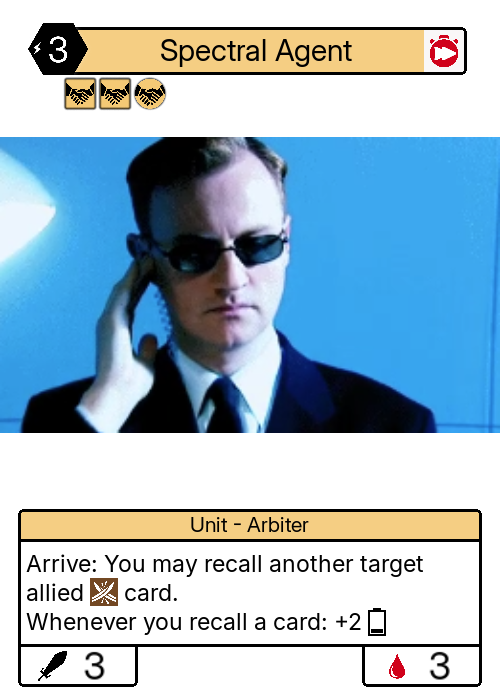 3 Spectral Agent
Unit - Arbiter
Arrive: You may recall another target
allied card.
Whenever you recall a card: +2
3 3